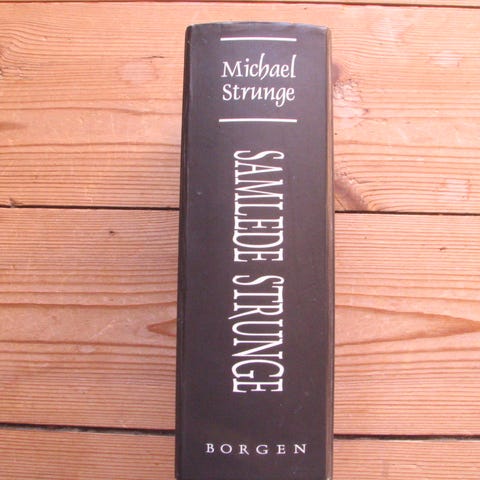 Michael
Strunge
SAMLEDE STRUNGE
BORGEN